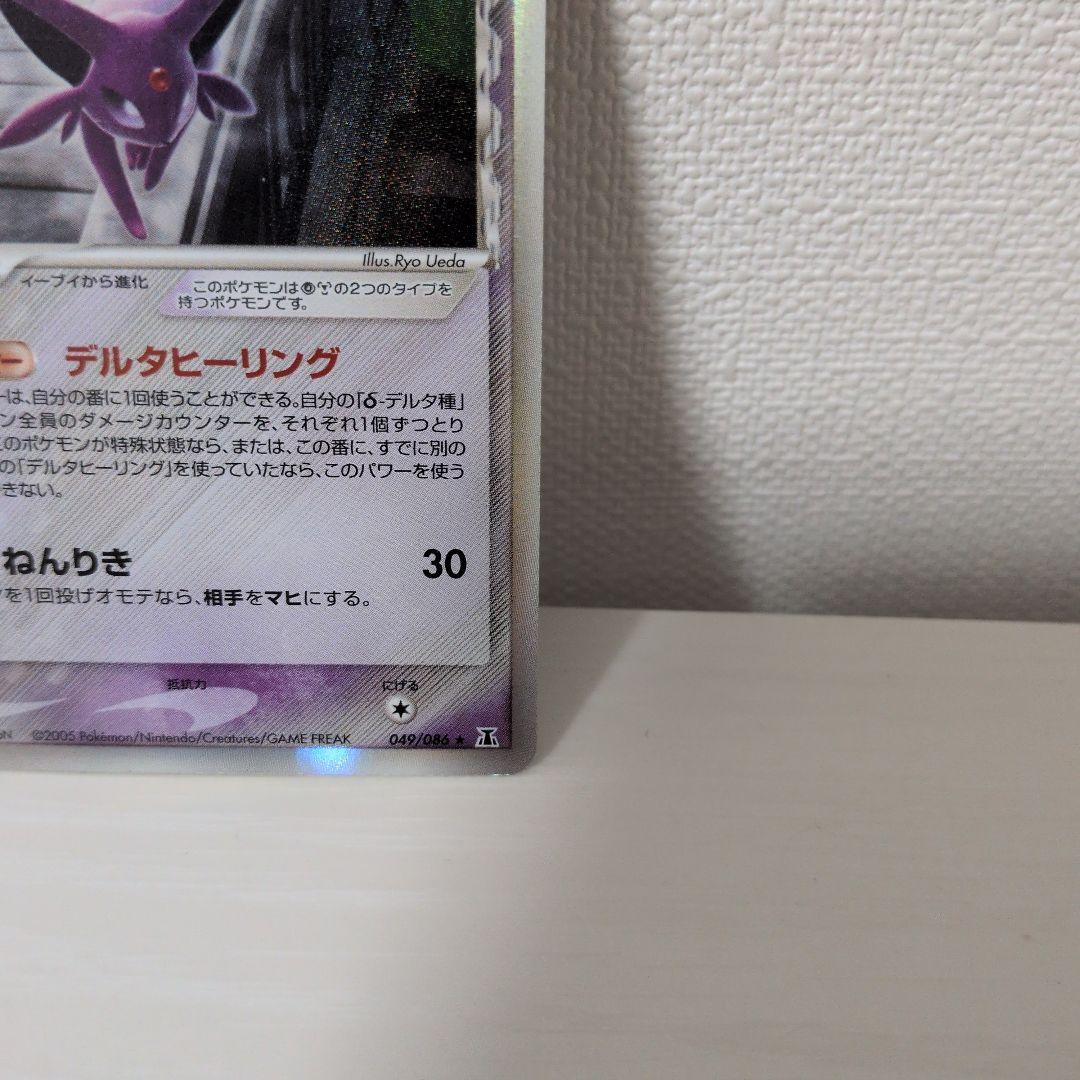 Illus.Ryo Ueda
イーブイから進化
このポケモンはの2つのタイプを
持つポケモンです。
ー デルタヒーリング
ーは、自分の番に1回使うことができる。自分の「δ-デルタ種」
ン全員のダメージカウンターを、それぞれ1個ずつとり
このポケモンが特殊状態なら、または、この番に、すでに別の
の「デルタヒーリング」を使っていたなら、このパワーを使う
きない。
ねんりき 30
を1回投げオモテなら、相手をマヒにする。
抵抗力 にげる
©2005 Pokémon/Nintendo/Creatures/GAME FREAK 049/086 ★